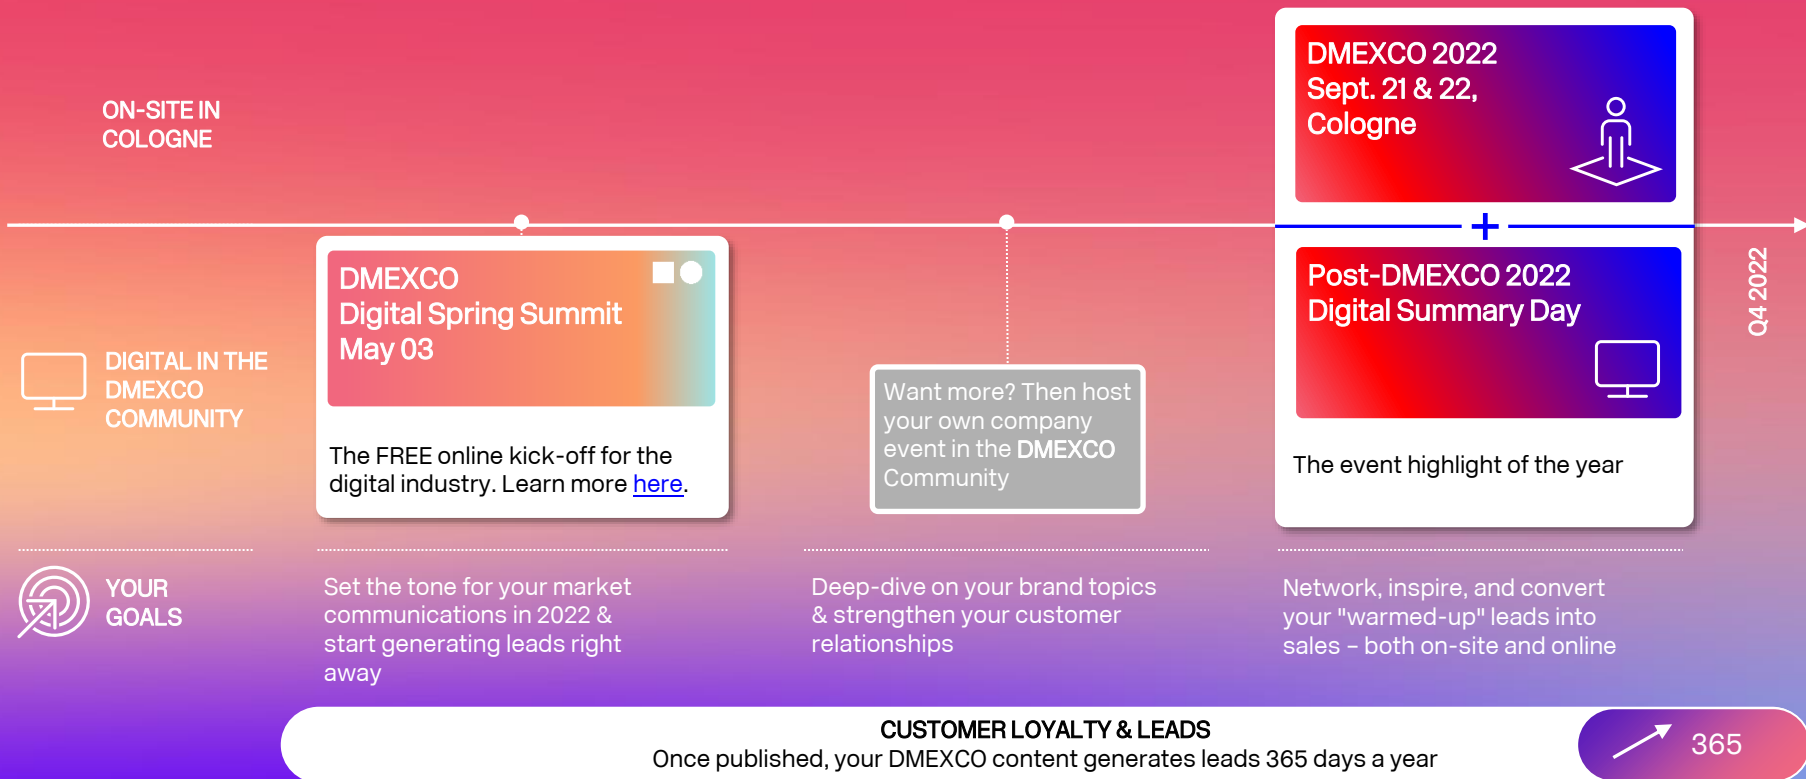 ON-SITE IN
COLOGNE
DMEXCO 2022
Sept. 21 & 22,
Cologne
DIGITAL IN THE
DMEXCO
COMMUNITY
DMEXCO
Digital Spring Summit
May 03
The FREE online kick-off for the
digital industry. Learn more here.
Want more? Then host
your own company
event in the DMEXCO
Community
+
Post-DMEXCO 2022
Digital Summary Day
The event highlight of the year
Q4 2022
YOUR
GOALS
Set the tone for your market
communications in 2022 &
start generating leads right
away
Deep-dive on your brand topics
& strengthen your customer
relationships
Network, inspire, and convert
your "warmed-up" leads into
sales – both on-site and online
CUSTOMER LOYALTY & LEADS
Once published, your DMEXCO content generates leads 365 days a year
365